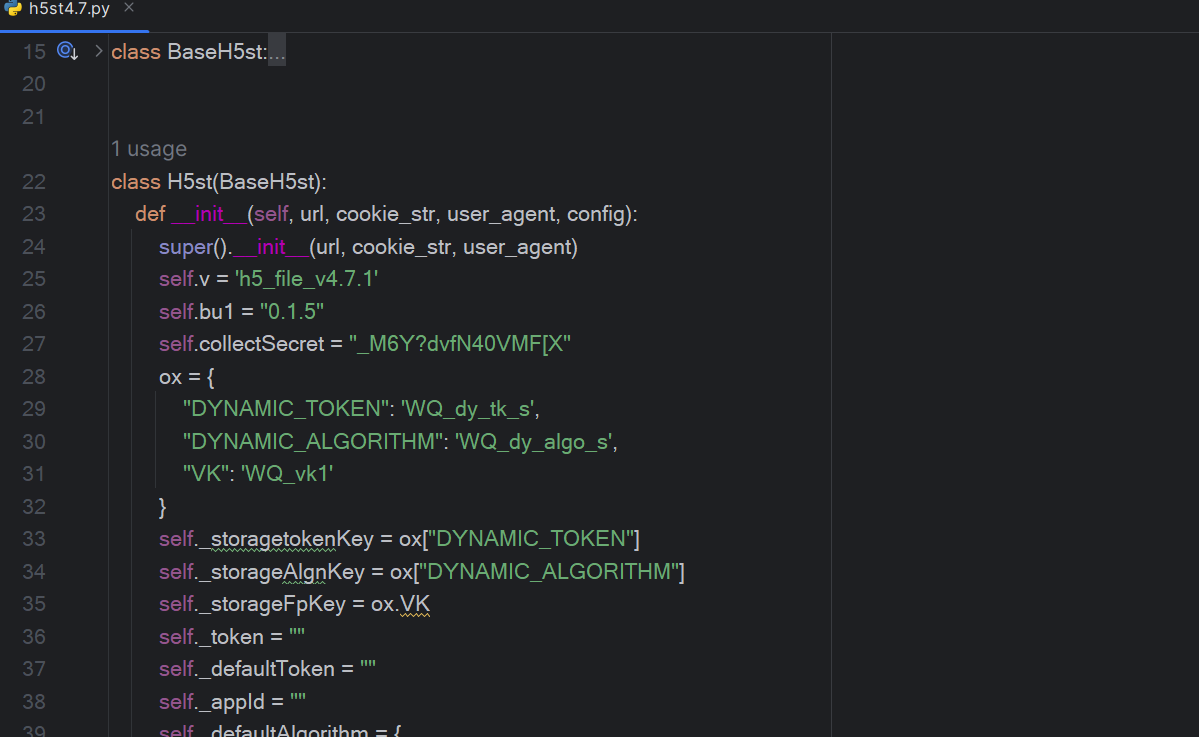 h5st4.7.py
15 class BaseH5st:...
20
21
1 usage
22 class H5st(BaseH5st):
23 def __init__(self, url, cookie_str, user_agent, config):
24 super().__init__(url, cookie_str, user_agent)
25 self.v = 'h5_file_v4.7.1'
26 self.bu1 = "0.1.5"
27 self.collectSecret = "_M6Y?dvfN40VMF[X"
28 ox = {
29 "DYNAMIC_TOKEN": 'WQ_dy_tk_s',
30 "DYNAMIC_ALGORITHM": 'WQ_dy_algo_s',
31 "VK": 'WQ_vk1'
32 }
33 self._storagetokenKey = ox["DYNAMIC_TOKEN"]
34 self._storageAlgnKey = ox["DYNAMIC_ALGORITHM"]
35 self._storageFpKey = ox.VK
36 self._token = ""
37 self._defaultToken = ""
38 self._appId = ""
39 self._defaultAlgorithm = {